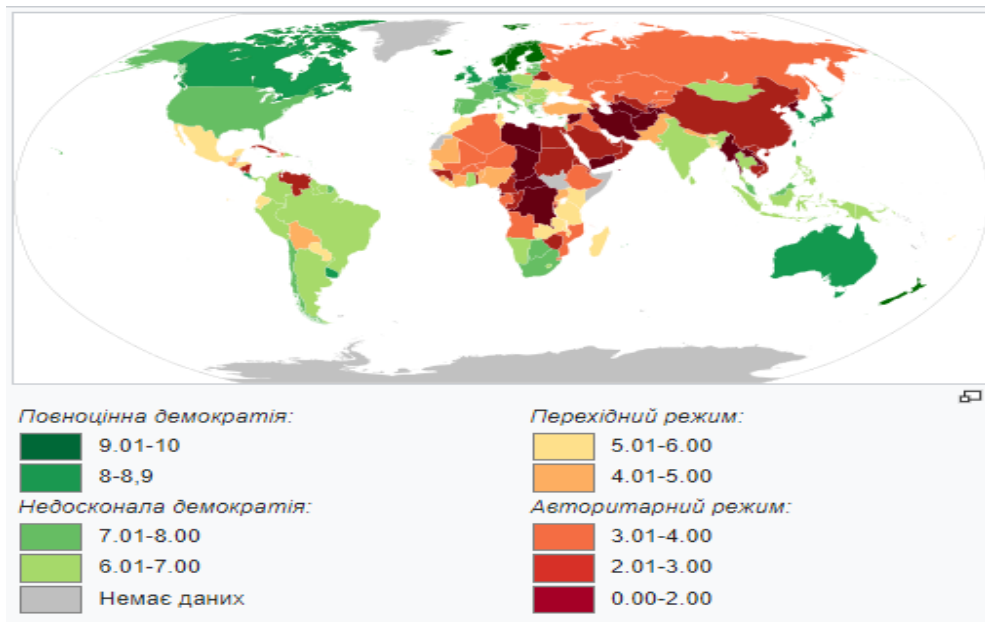 Повноцінна демократія:
9.01-10
8-8,9
Недосконала демократія:
7.01-8.00
6.01-7.00
Немає даних
Перехідний режим:
5.01-6.00
4.01-5.00
Авторитарний режим:
3.01-4.00
2.01-3.00
0.00-2.00